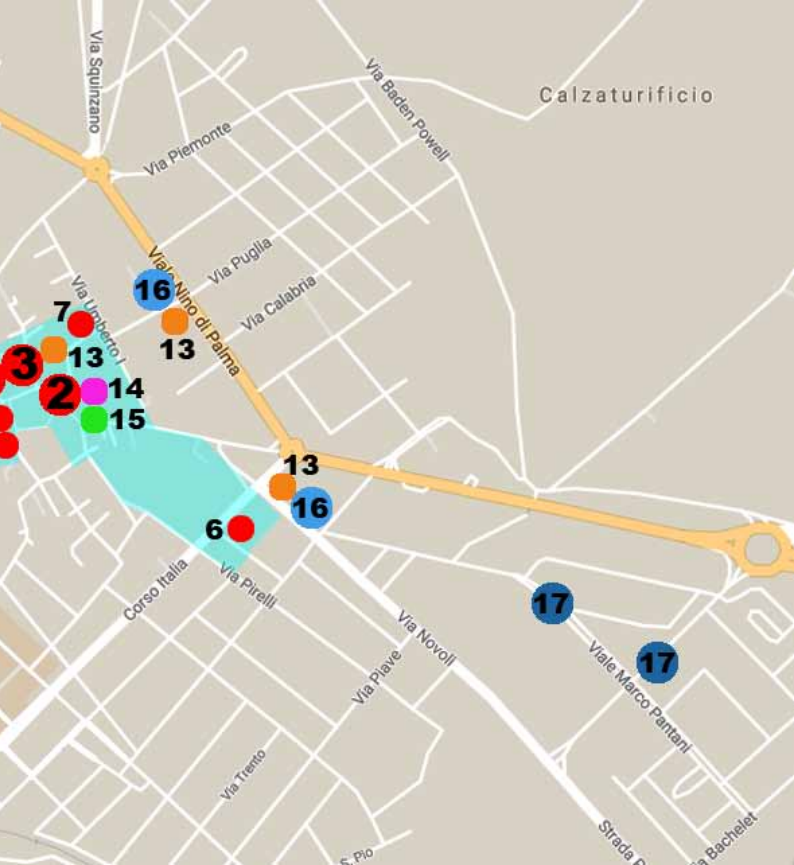 Via Squinzano
Via Baden Powell
Calzaturificio
Via Piemonte
Viale Nino di Palma
Via Puglia
Via Umberto I
16
Via Calabria
7
13
13
3
2
14
15
13
16
6
Corso Italia
Via Pirelli
17
Via Novoli
17
Via Piave
Viale Marco Pantani
Via Trento
S. Pio
Strada
Bachelet